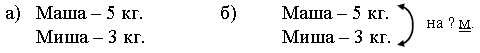 а) Маша – 5 кг. б) Маша – 5 кг.
Миша – 3 кг. Миша – 3 кг. на ? м.